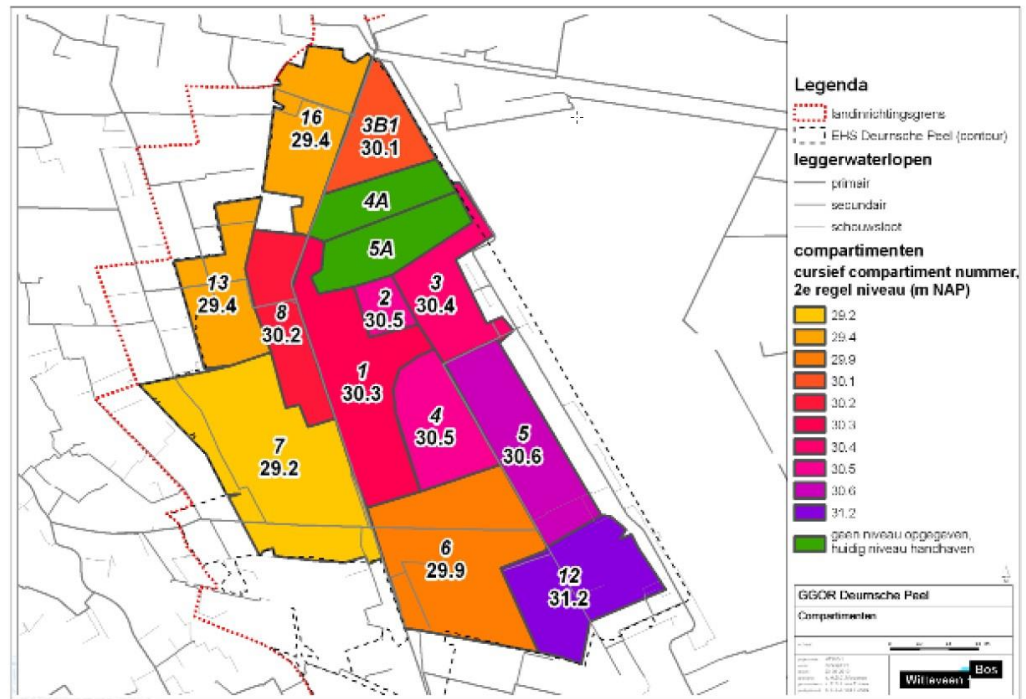 16
29.4
3B1
30.1
4A
5A
13
29.4
8
30.2
2
30.5
3
30.4
1
30.3
4
30.5
5
30.6
7
29.2
6
29.9
12
31.2
Legenda
landinrichtingsgrens
EHS Deurnsche Peel (contour)
leggerwaterlopen
primair
secundair
schouwsloot
compartimenten
cursief compartiment nummer,
2e regel niveau (m NAP)
29.2
29.4
29.9
30.1
30.2
30.3
30.4
30.5
30.6
31.2
geen niveau opgegeven,
huidig niveau handhaven
GGOR Deurnsche Peel
Compartimenten
Witteveen
Bos